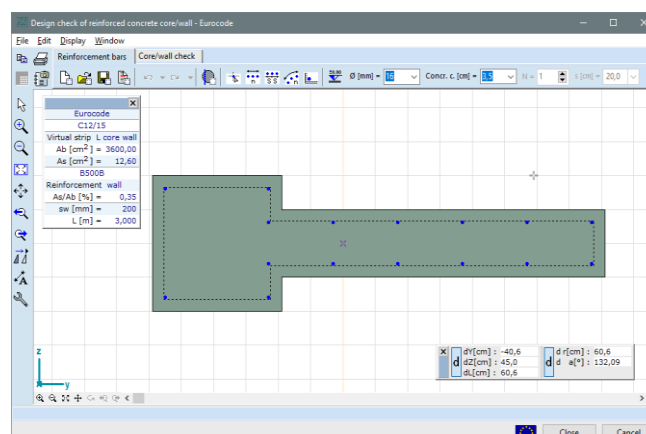 Design check of reinforced concrete core/wall - Eurocode
File Edit Display Window
Reinforcement bars Core/wall check
Ø [mm] = 16 Concr. c. [cm] = 3,5 N = 1 s [cm] = 20,0
Eurocode
C12/15
Virtual strip L core wall
Ab [cm2] = 3600,00
As [cm2] = 12,60
B500B
Reinforcement wall
As/Ab [%] = 0,35
sw [mm] = 200
L [m] = 3,000
z
y
d dY[cm] : -40,6 d d r[cm] : 60,6
dZ[cm] : 45,0 d a[°] : 132,09
dL[cm] : 60,6
Close Cancel